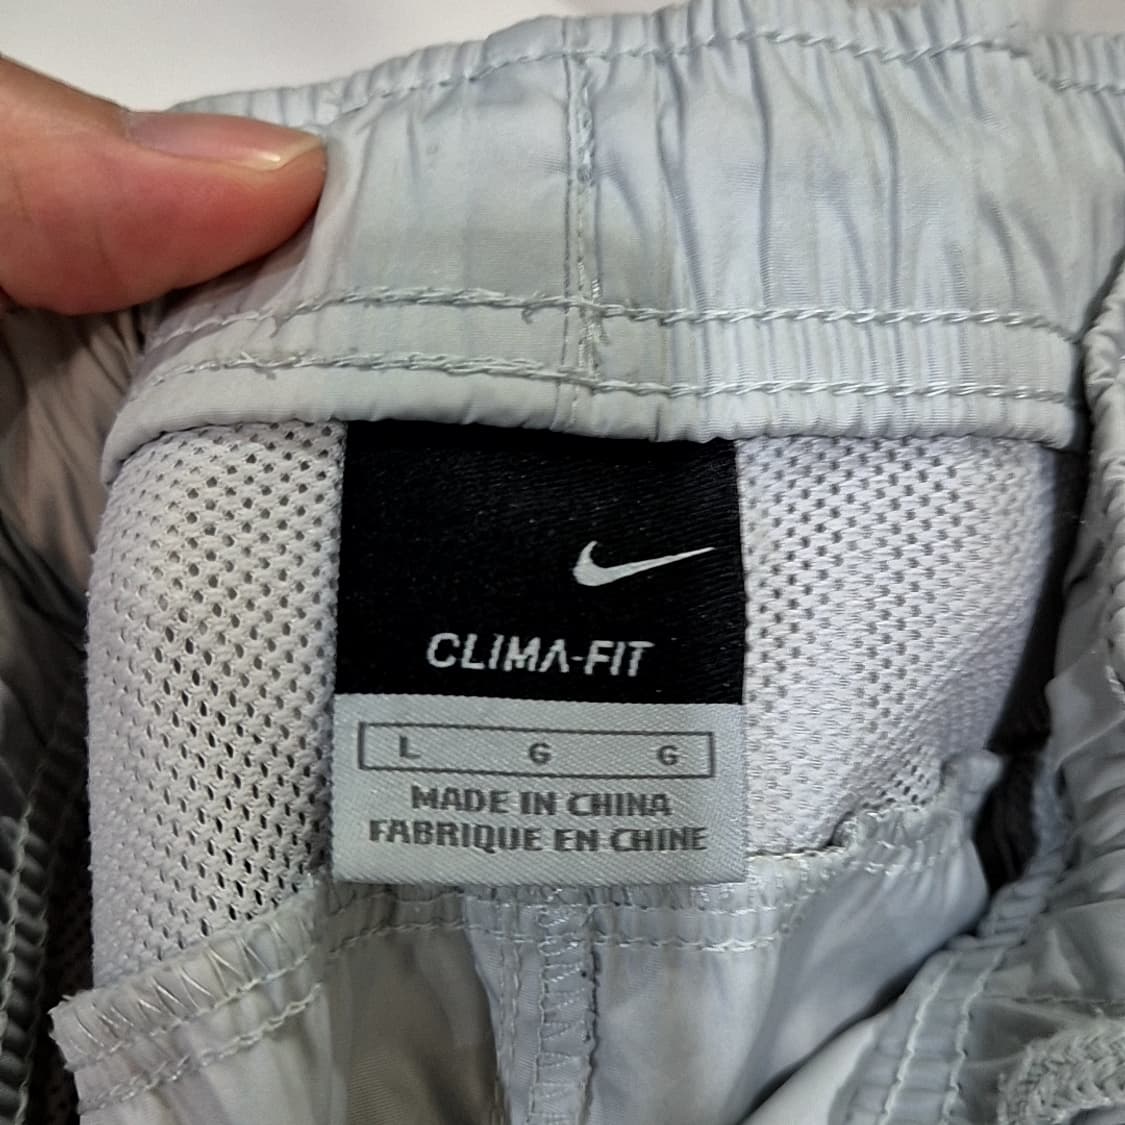 CLIMA-FIT
L G G
MADE IN CHINA
FABRIQUE EN CHINE